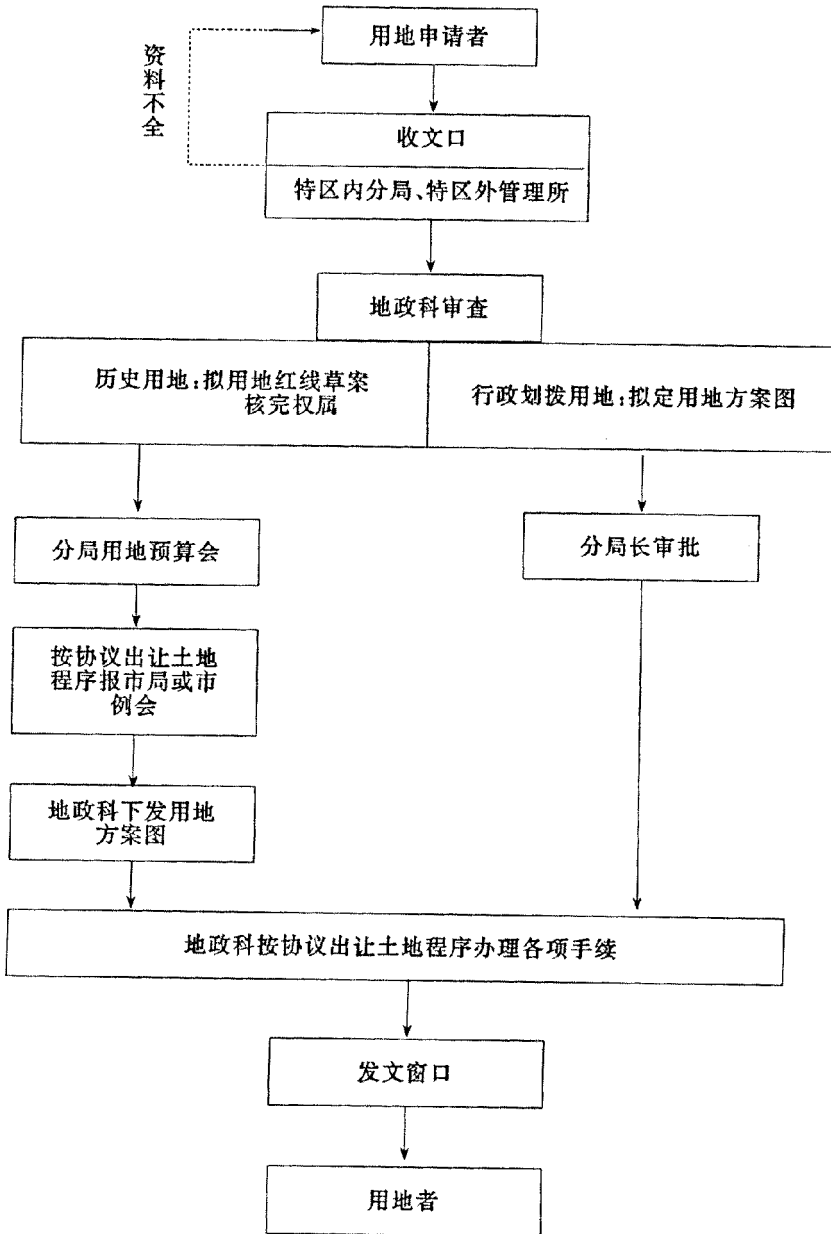 用地申请者
资料不全
收文口
特区内分局、特区外管理所
地政科审查
历史用地:拟用地红线草案
核完权属
行政划拨用地:拟定用地方案图
分局用地预算会
分局长审批
按协议出让土地
程序报市局或市
例会
地政科下发用地
方案图
地政科按协议出让土地程序办理各项手续
发文窗口
用地者